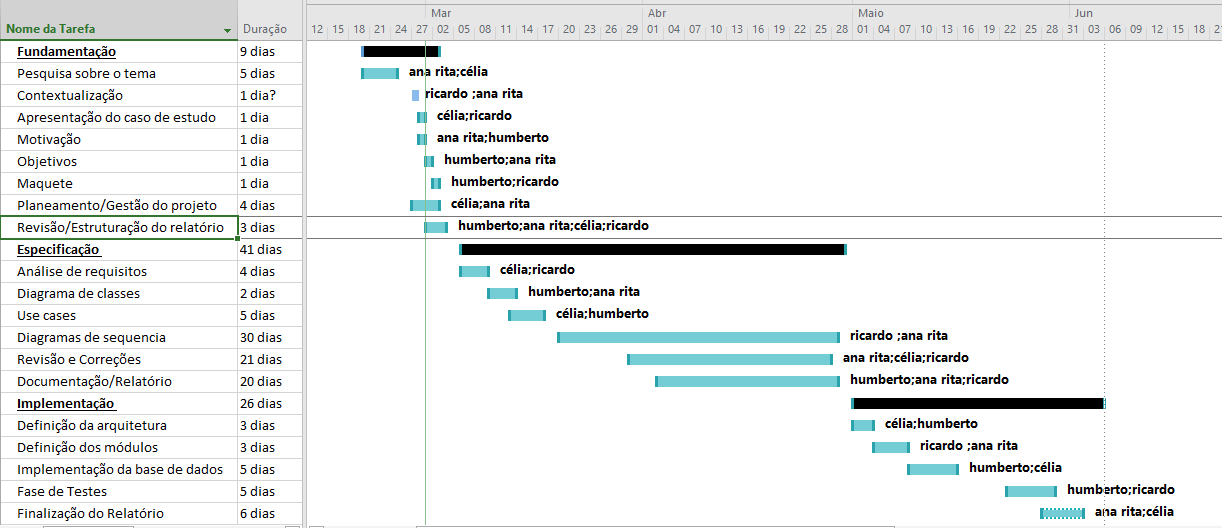 Mar Abr Maio Jun
Nome da Tarefa Duração 12 15 18 21 24 27 02 05 08 11 14 17 20 23 26 29 01 04 07 10 13 16 19 22 25 28 01 04 07 10 13 16 19 22 25 28 31 03 06 09 12 15 18 21
Fundamentação 9 dias
Pesquisa sobre o tema 5 dias ana rita;célia
Contextualização 1 dia? ricardo ;ana rita
Apresentação do caso de estudo 1 dia célia;ricardo
Motivação 1 dia ana rita;humberto
Objetivos 1 dia humberto;ana rita
Maquete 1 dia humberto;ricardo
Planeamento/Gestão do projeto 4 dias célia;ana rita
Revisão/Estruturação do relatório 3 dias humberto;ana rita;célia;ricardo
Especificação 41 dias
Análise de requisitos 4 dias célia;ricardo
Diagrama de classes 2 dias humberto;ana rita
Use cases 5 dias célia;humberto
Diagramas de sequencia 30 dias ricardo ;ana rita
Revisão e Correções 21 dias ana rita;célia;ricardo
Documentação/Relatório 20 dias humberto;ana rita;ricardo
Implementação 26 dias
Definição da arquitetura 3 dias célia;humberto
Definição dos módulos 3 dias ricardo ;ana rita
Implementação da base de dados 5 dias humberto;célia
Fase de Testes 5 dias humberto;ricardo
Finalização do Relatório 6 dias ana rita;célia